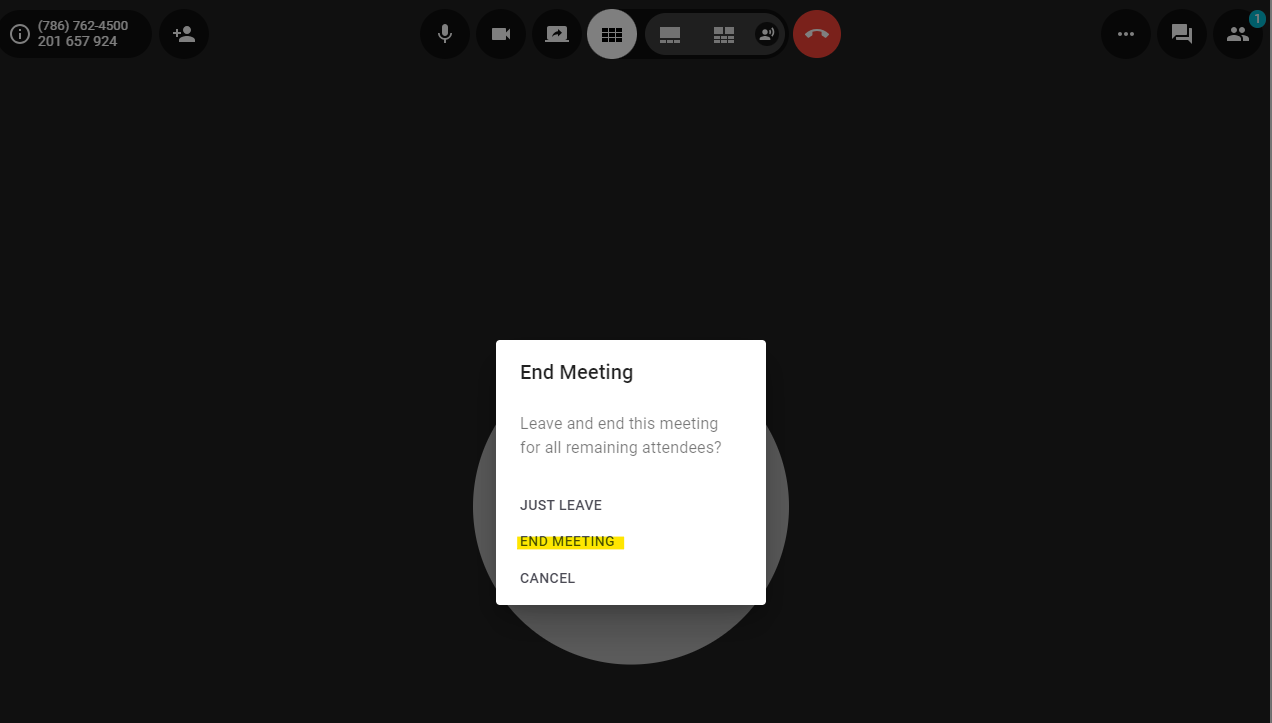 (786) 762-4500
201 657 924
1
End Meeting
Leave and end this meeting
for all remaining attendees?
JUST LEAVE
END MEETING
CANCEL